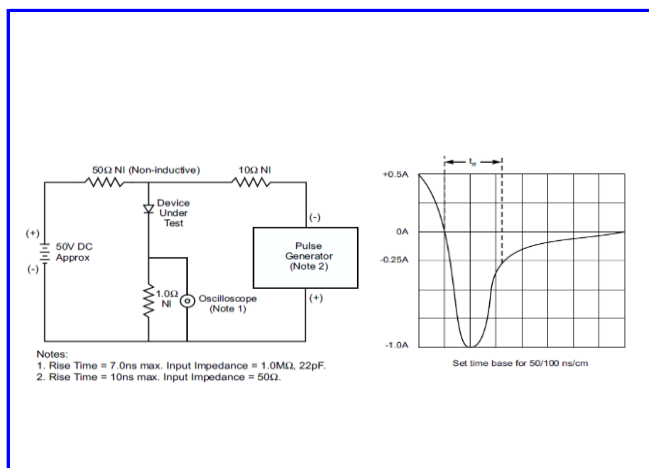 50Ω NI (Non-inductive)
10Ω NI
Device
Under
Test
(+)
50V DC
Approx
(-)
1.0Ω
NI
Oscilloscope
(Note 1)
(-)
Pulse
Generator
(Note 2)
(+)
Notes:
1. Rise Time = 7.0ns max. Input Impedance = 1.0MΩ, 22pF.
2. Rise Time = 10ns max. Input Impedance = 50Ω.
trr
+0.5A
0A
-0.25A
-1.0A
Set time base for 50/100 ns/cm